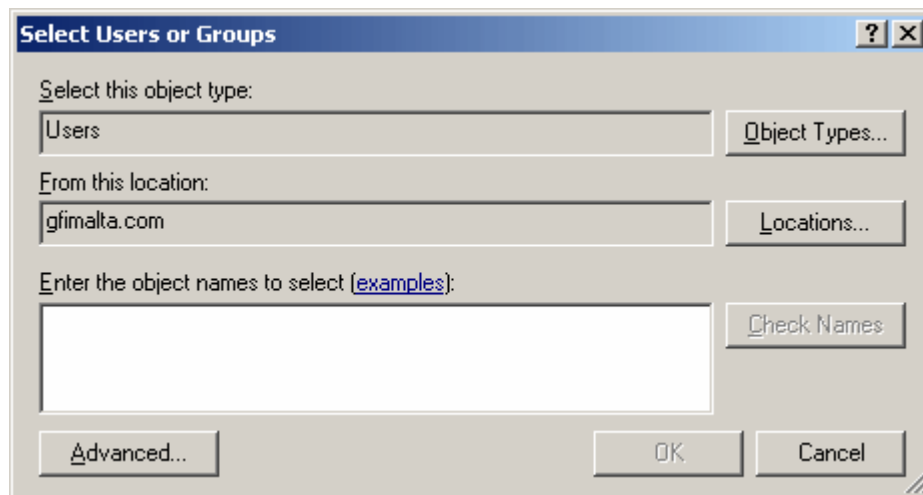 Select Users or Groups
Select this object type:
Users
Object Types...
From this location:
gfimalta.com
Locations...
Enter the object names to select (examples):
Check Names
Advanced...
OK
Cancel